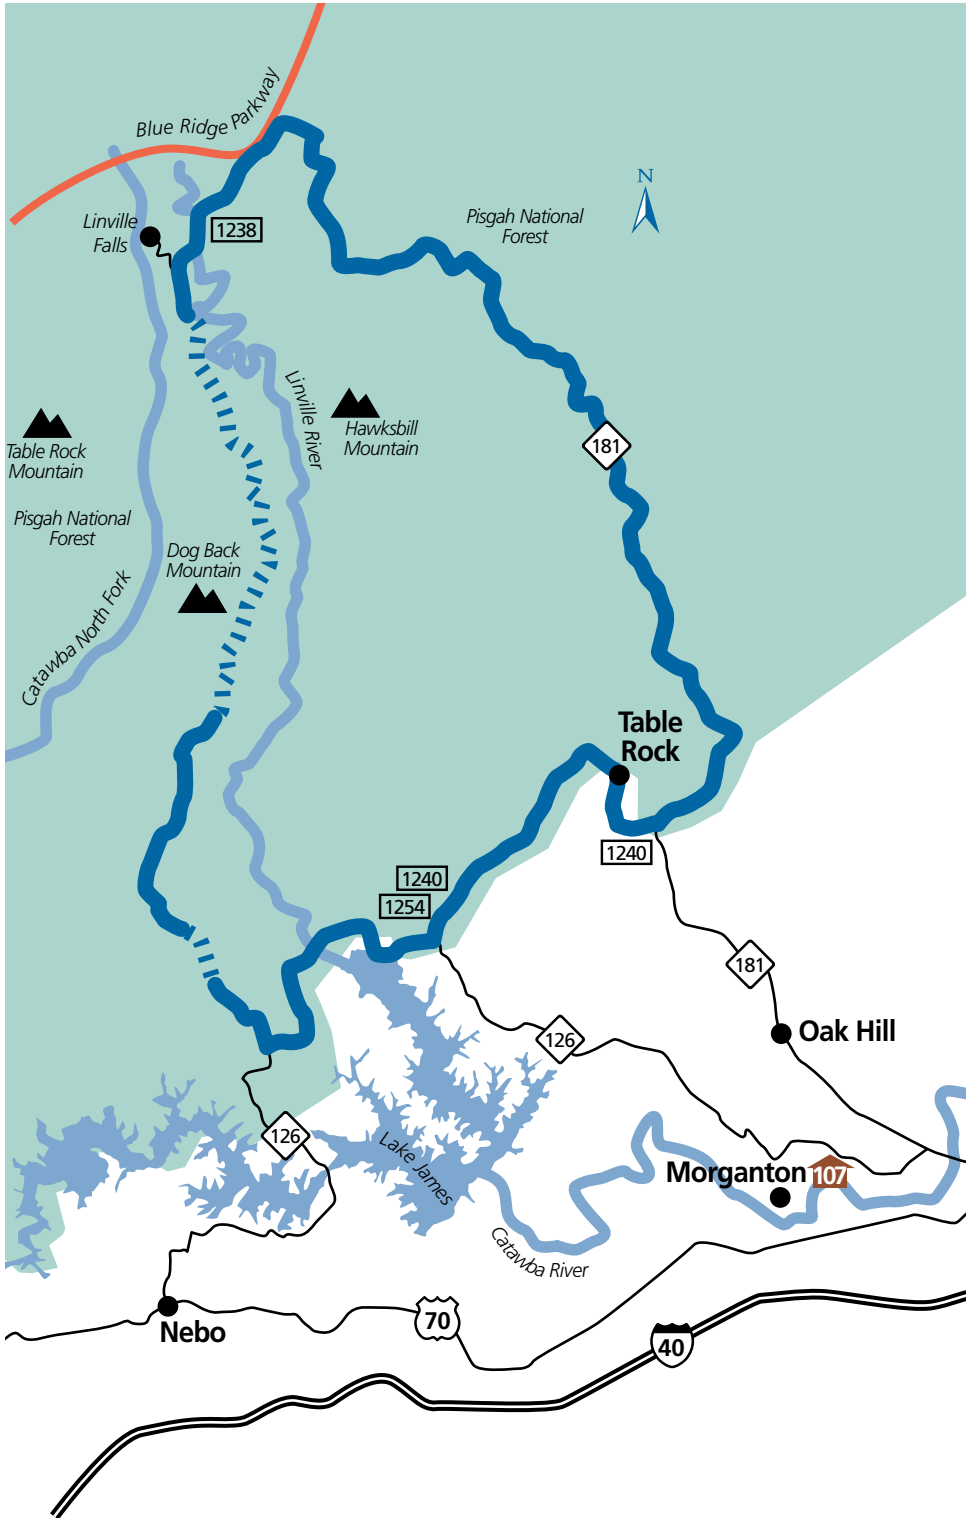 Blue Ridge Parkway
N
Linville
Falls
1238
Pisgah National
Forest
Linville River
Hawksbill
Mountain
181
Table Rock
Mountain
Pisgah National
Forest
Dog Back
Mountain
Catawba North Fork
Table
Rock
1240
1240
1254
181
126
Oak Hill
126
Lake James
Morganton
107
Catawba River
70
Nebo
40